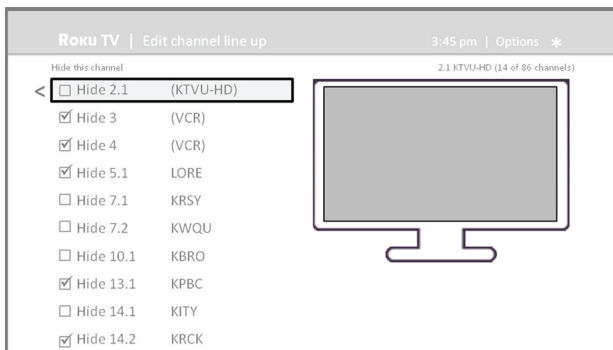 Roku TV | Edit channel line up 3:45 pm | Options *
Hide this channel 2.1 KTVU-HD (14 of 86 channels)
< Hide 2.1 (KTVU-HD)
Hide 3 (VCR)
Hide 4 (VCR)
Hide 5.1 LORE
Hide 7.1 KRSY
Hide 7.2 KWQU
Hide 10.1 KBRO
Hide 13.1 KPBC
Hide 14.1 KITY
Hide 14.2 KRCK